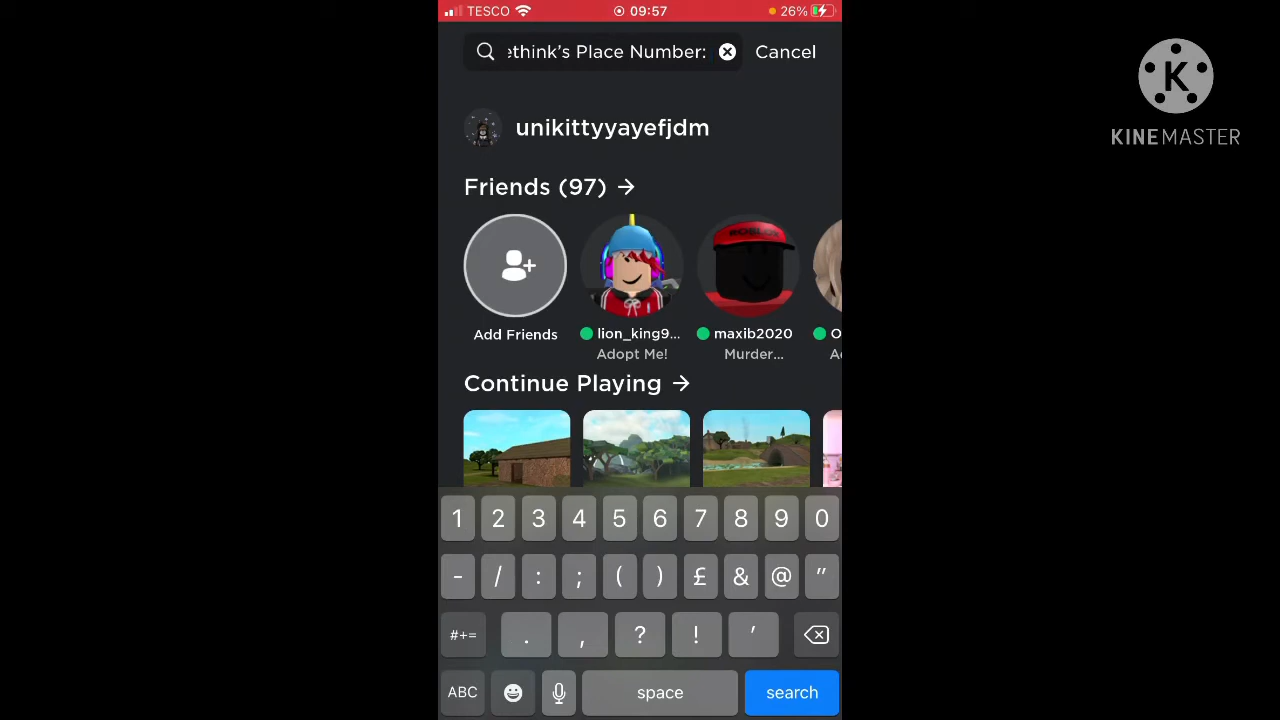 TESCO 09:57 26%
ethink's Place Number: Cancel
K
KINEMASTER
unikittyyayefjdm
Friends (97) →
ROBLOX
Add Friends lion_king9... maxib2020 O
Adopt Me! Murder... A
Continue Playing →
1 2 3 4 5 6 7 8 9 0
- / : ; ( ) £ & @ "
#+= . , ? ! '
ABC space search